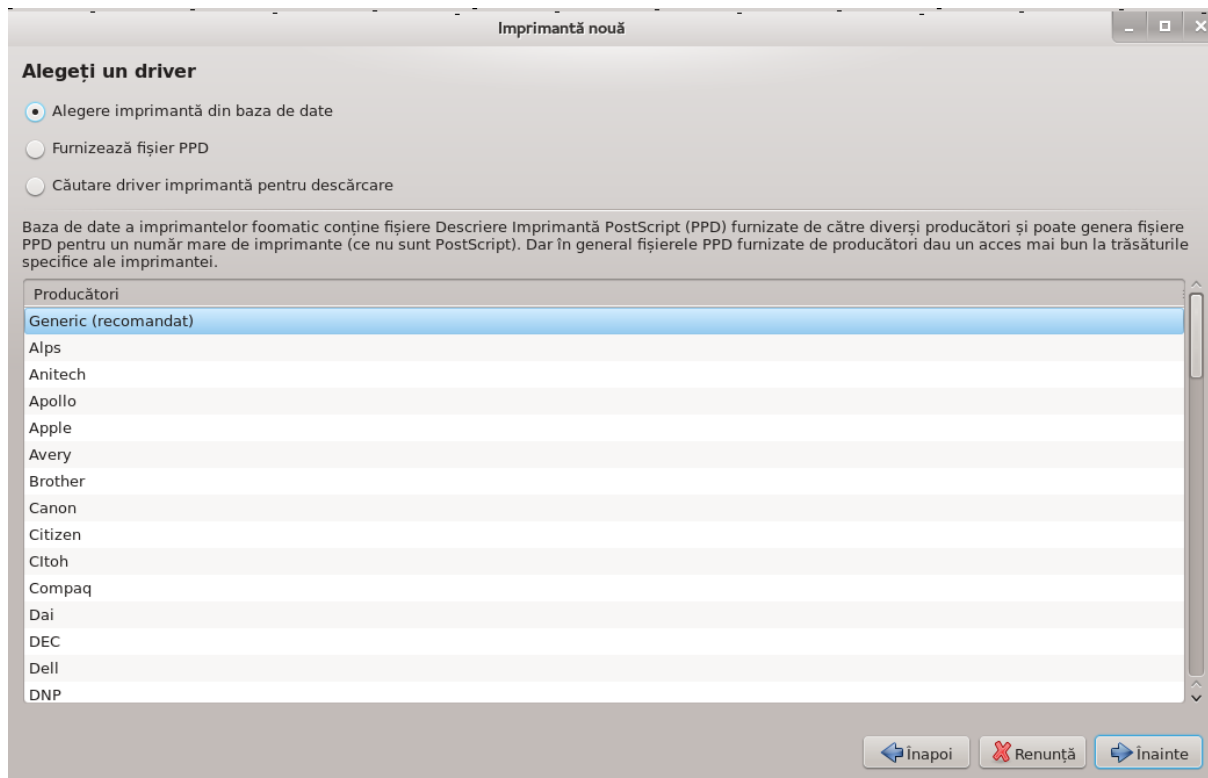 Imprimantă nouă
Alegeți un driver
Alegere imprimantă din baza de date
Furnizează fișier PPD
Căutare driver imprimantă pentru descărcare
Baza de date a imprimantelor foomatic conține fișiere Descriere Imprimantă PostScript (PPD) furnizate de către diverși producători și poate genera fișiere
PPD pentru un număr mare de imprimante (ce nu sunt PostScript). Dar în general fișierele PPD furnizate de producători dau un acces mai bun la trăsăturile
specifice ale imprimantei.
Producători
Generic (recomandat)
Alps
Anitech
Apollo
Apple
Avery
Brother
Canon
Citizen
CItoh
Compaq
Dai
DEC
Dell
DNP
Înapoi Renunță Înainte